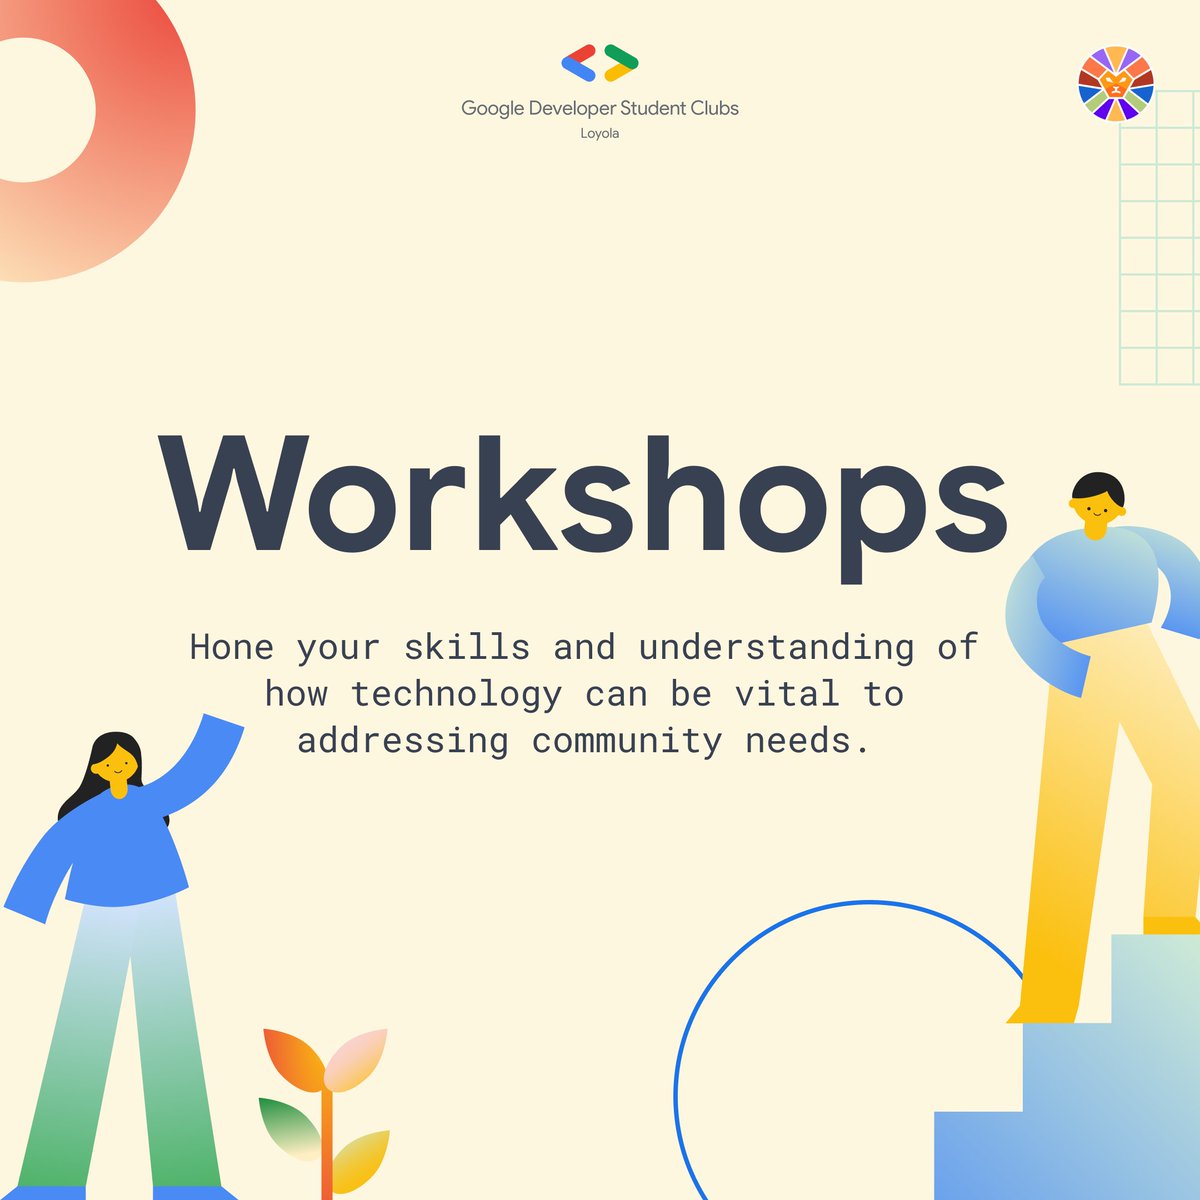 Google Developer Student Clubs
Loyola
Workshops
Hone your skills and understanding of
how technology can be vital to
addressing community needs.